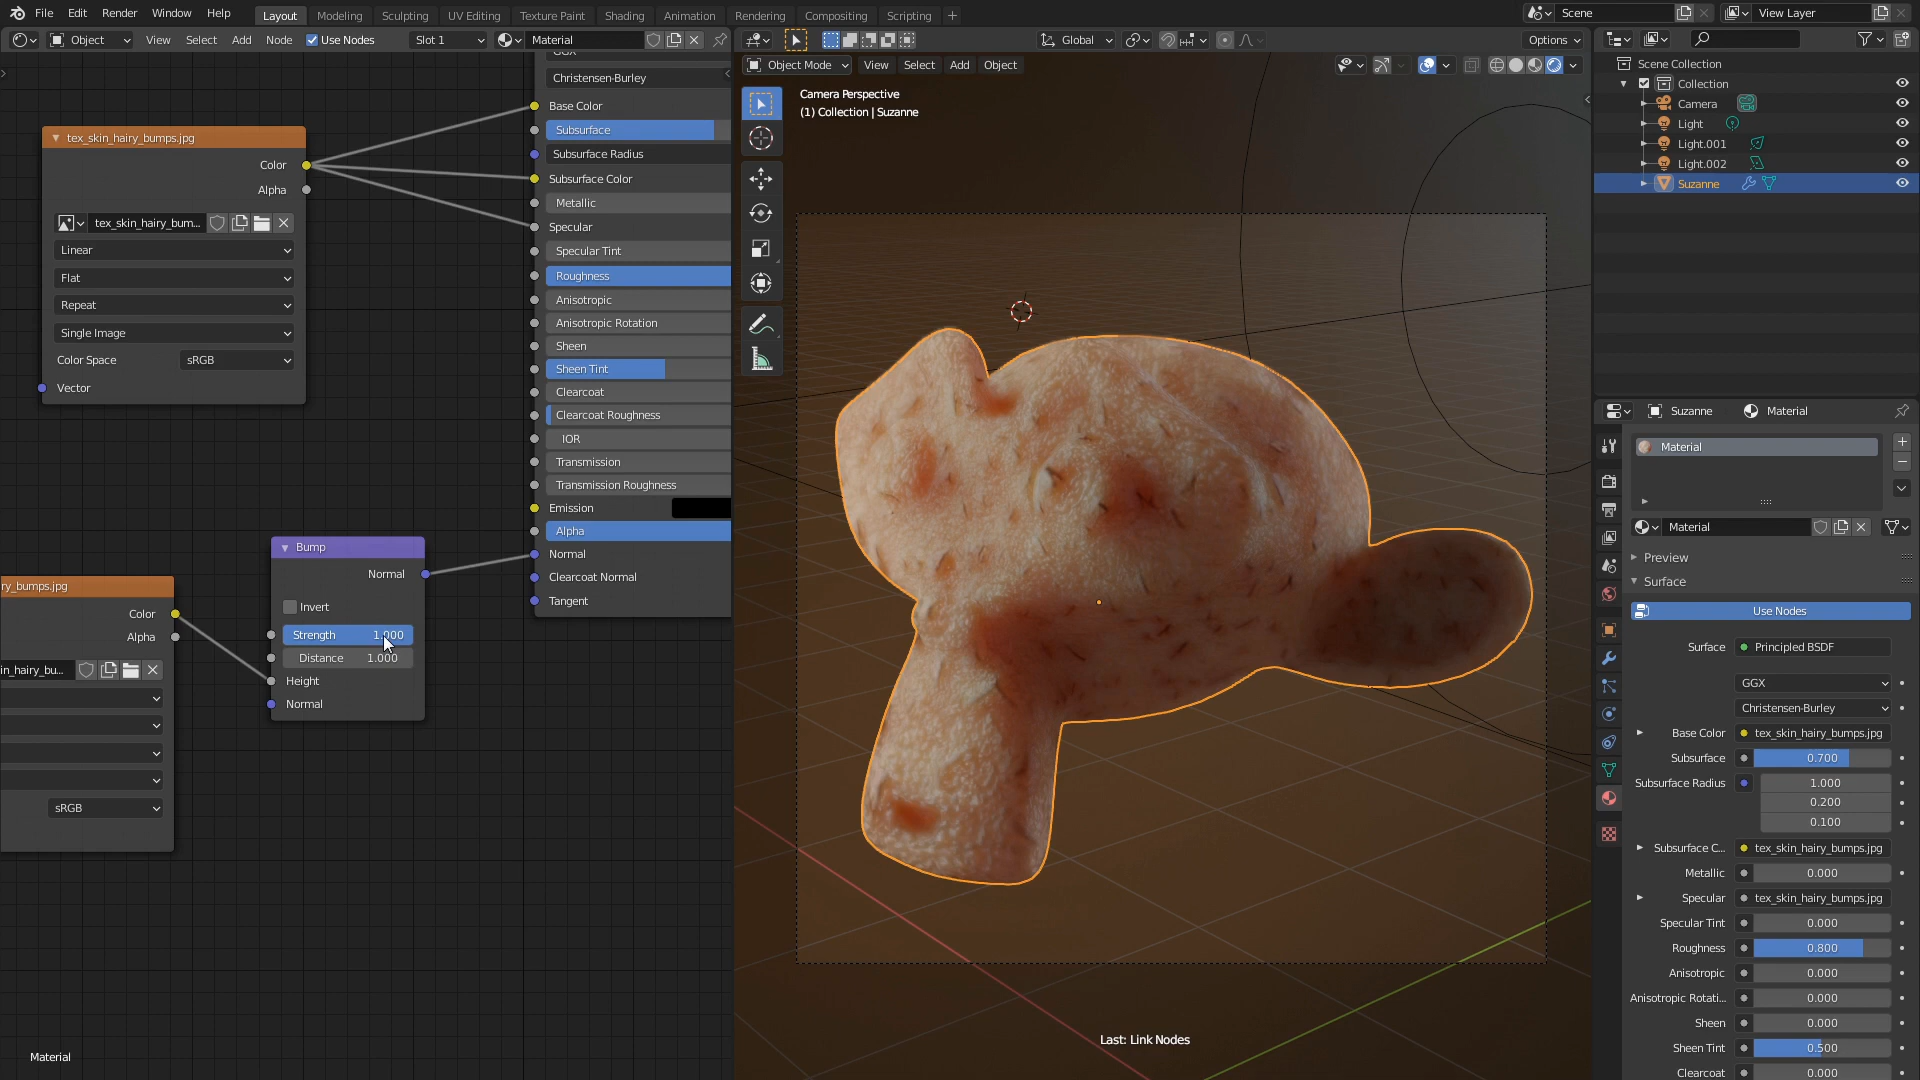 File Edit Render Window Help Layout Modeling Sculpting UV Editing Texture Paint Shading Animation Rendering Compositing Scripting +
Scene
View Layer
Object View Select Add Node Use Nodes Slot 1 Material
Global
Options
Object Mode View Select Add Object
Camera Perspective
(1) Collection | Suzanne
Last: Link Nodes
tex_skin_hairy_bumps.jpg
Color
Alpha
tex_skin_hairy_bum...
Linear
Flat
Repeat
Single Image
Color Space sRGB
Vector
ry_bumps.jpg
Color
Alpha
in_hairy_bu...
sRGB
Bump
Normal
Invert
Strength 1.000
Distance 1.000
Height
Normal
Christensen-Burley
Base Color
Subsurface
Subsurface Radius
Subsurface Color
Metallic
Specular
Specular Tint
Roughness
Anisotropic
Anisotropic Rotation
Sheen
Sheen Tint
Clearcoat
Clearcoat Roughness
IOR
Transmission
Transmission Roughness
Emission
Alpha
Normal
Clearcoat Normal
Tangent
Material
Scene Collection
Collection
Camera
Light
Light.001
Light.002
Suzanne
Suzanne Material
Material
Material
Preview
Surface
Use Nodes
Surface Principled BSDF
GGX
Christensen-Burley
Base Color tex_skin_hairy_bumps.jpg
Subsurface 0.700
Subsurface Radius 1.000
0.200
0.100
Subsurface C... tex_skin_hairy_bumps.jpg
Metallic 0.000
Specular tex_skin_hairy_bumps.jpg
Specular Tint 0.000
Roughness 0.800
Anisotropic 0.000
Anisotropic Rotati... 0.000
Sheen 0.000
Sheen Tint 0.500
Clearcoat 0.000